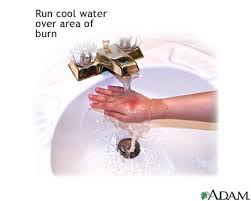 Run cool water
over area of
burn
ADAM.